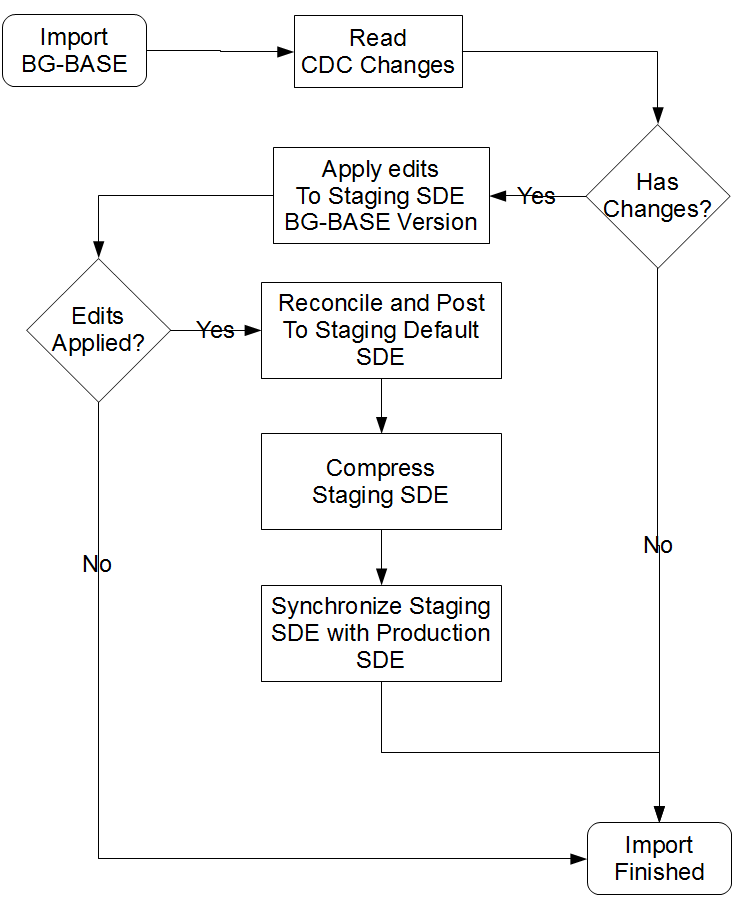 Import
BG-BASE
Read
CDC Changes
Has
Changes?
Yes
Apply edits
To Staging SDE
BG-BASE Version
Edits
Applied?
Yes
Reconcile and Post
To Staging Default
SDE
Compress
Staging SDE
No
No
Synchronize Staging
SDE with Production
SDE
Import
Finished